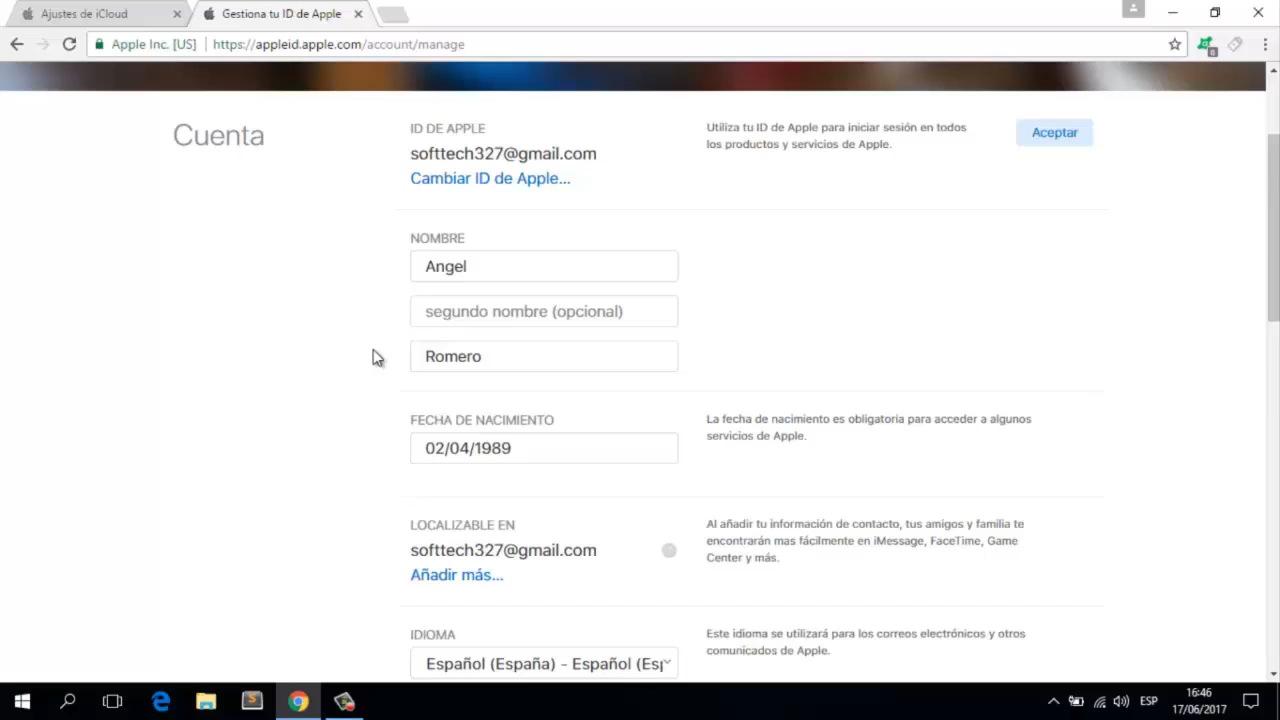 Ajustes de iCloud
Gestiona tu ID de Apple
Apple Inc. [US]
https://appleid.apple.com/account/manage
Cuenta
ID DE APPLE
softtech327@gmail.com
Cambiar ID de Apple...
Utiliza tu ID de Apple para iniciar sesión en todos
los productos y servicios de Apple.
Aceptar
NOMBRE
Angel
segundo nombre (opcional)
Romero
FECHA DE NACIMIENTO
02/04/1989
La fecha de nacimiento es obligatoria para acceder a algunos
servicios de Apple.
LOCALIZABLE EN
softtech327@gmail.com
Añadir más...
Al añadir tu información de contacto, tus amigos y familia te
encontrarán mas fácilmente en iMessage, FaceTime, Game
Center y más.
IDIOMA
Español (España) - Español (Esp
Este idioma se utilizará para los correos electrónicos y otros
comunicados de Apple.
ESP
16:46
17/06/2017